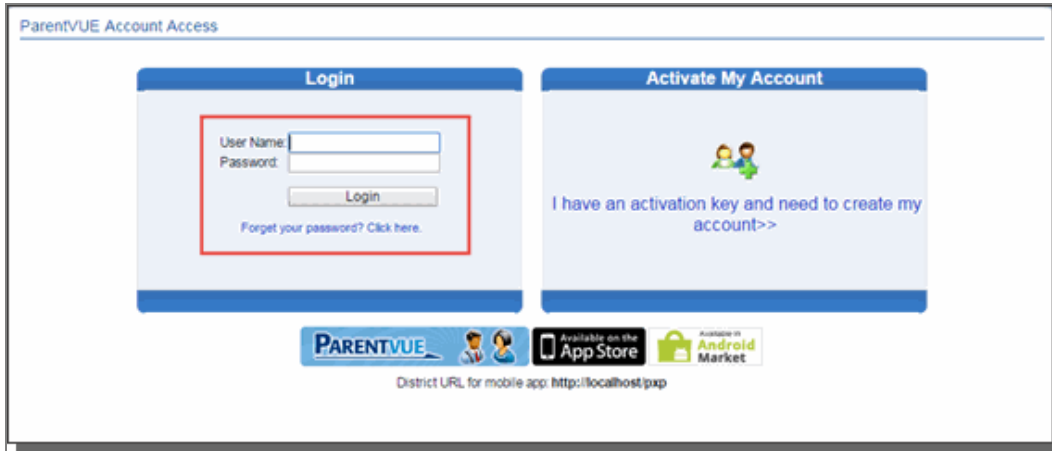 ParentVUE Account Access
Login
User Name:
Password:
Login
Forget your password? Click here.
Activate My Account
I have an activation key and need to create my
account>>
PARENTVUE
Available on the
App Store
Available in
Android
Market
District URL for mobile app: http://localhost/pxp